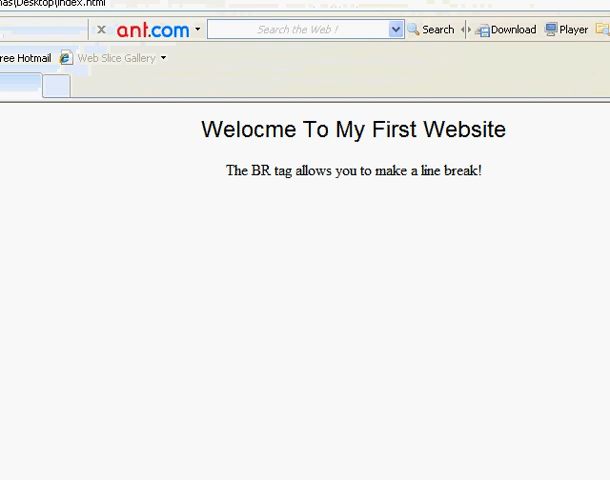 \Desktop\index.html
ant.com Search the Web ! Search Download Player
ree Hotmail Web Slice Gallery
Welocme To My First Website
The BR tag allows you to make a line break!